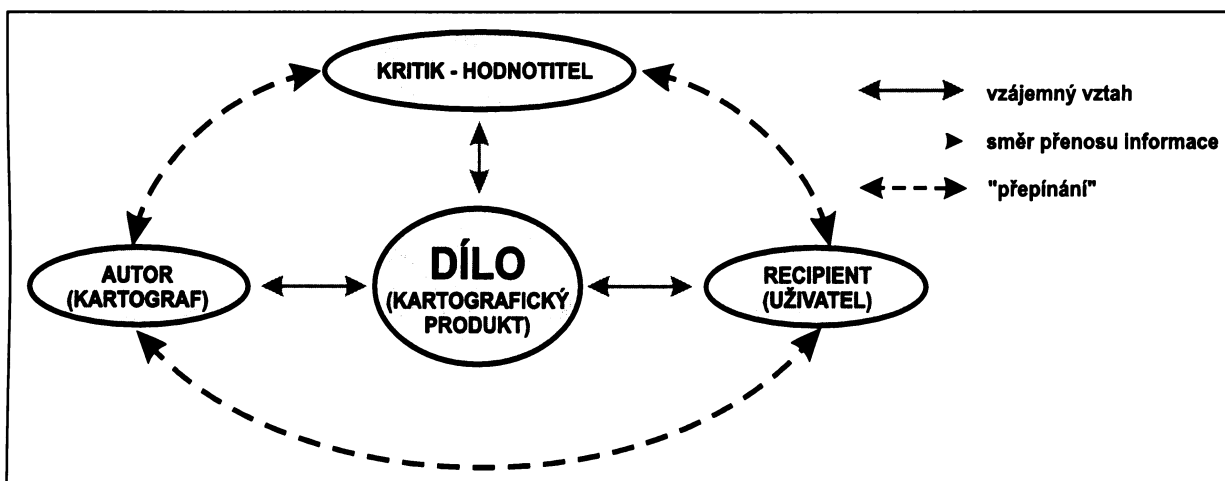 KRITIK - HODNOTITEL
vzájemný vztah
směr přenosu informace
"přepínání"
AUTOR
(KARTOGRAF)
DÍLO
(KARTOGRAFICKÝ
PRODUKT)
RECIPIENT
(UŽIVATEL)